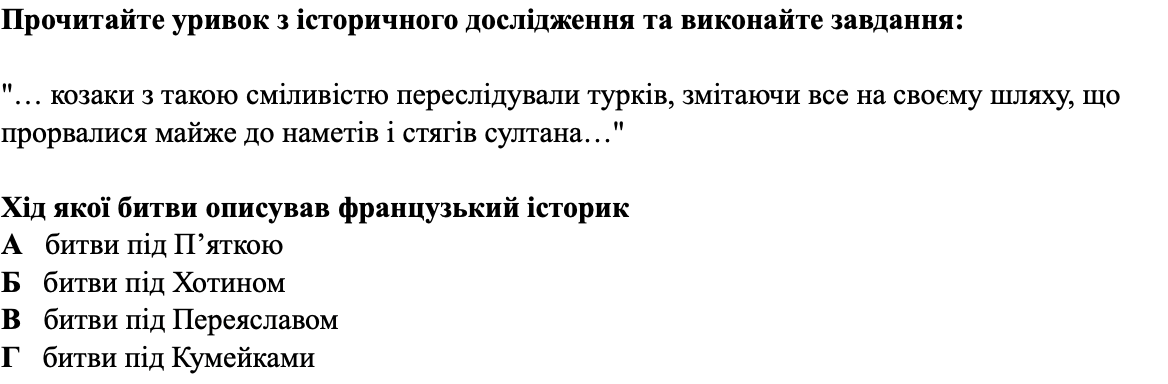 Прочитайте уривок з історичного дослідження та виконайте завдання:
"… козаки з такою сміливістю переслідували турків, змітаючи все на своєму шляху, що
прорвалися майже до наметів і стягів султана…"
Хід якої битви описував французький історик
А битви під П’яткою
Б битви під Хотином
В битви під Переяславом
Г битви під Кумейками